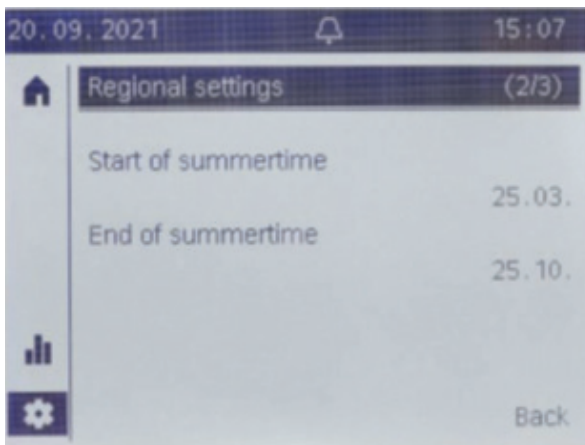 20.09.2021 15:07
Regional settings (2/3)
Start of summertime
25.03.
End of summertime
25.10.
Back